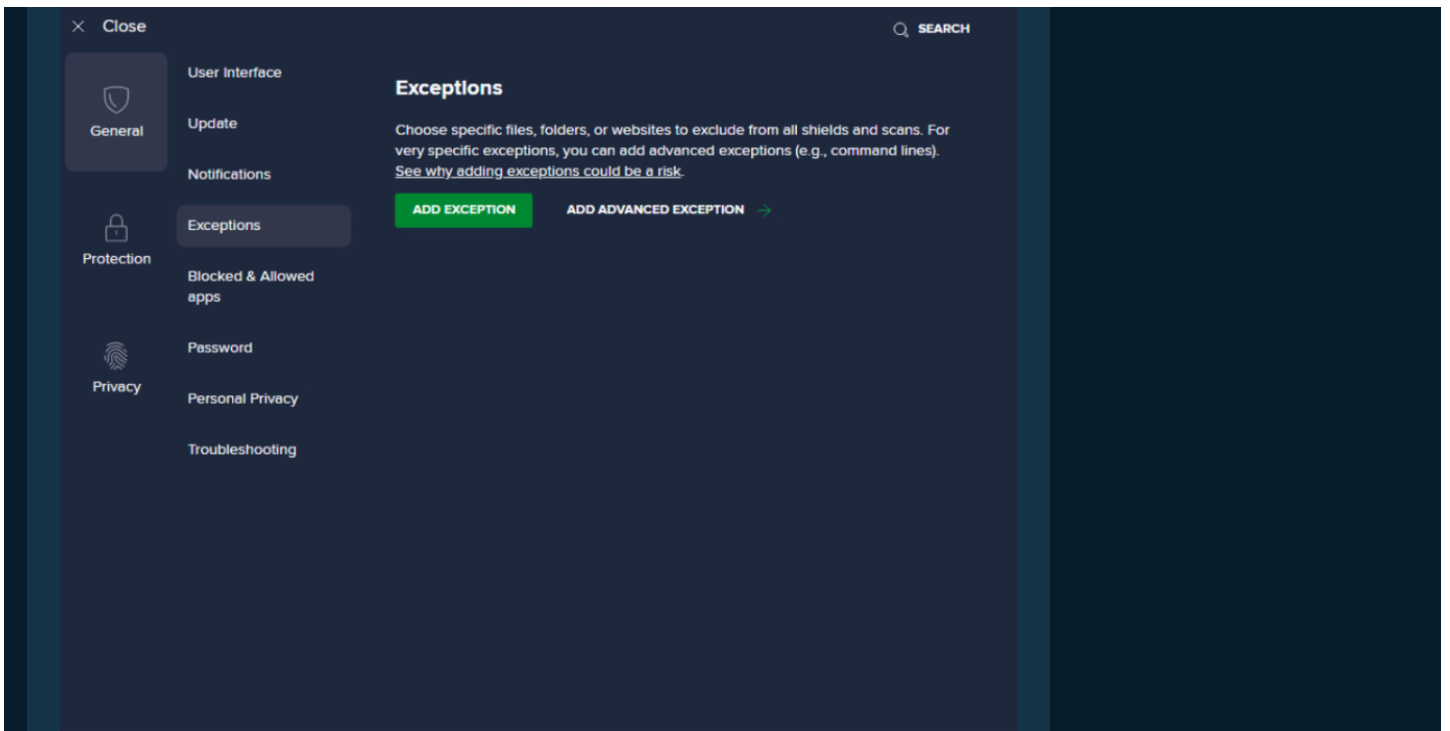 Close
SEARCH
General
Protection
Privacy
User Interface
Update
Notifications
Exceptions
Blocked & Allowed
apps
Password
Personal Privacy
Troubleshooting
Exceptions
Choose specific files, folders, or websites to exclude from all shields and scans. For
very specific exceptions, you can add advanced exceptions (e.g., command lines).
See why adding exceptions could be a risk.
ADD EXCEPTION
ADD ADVANCED EXCEPTION